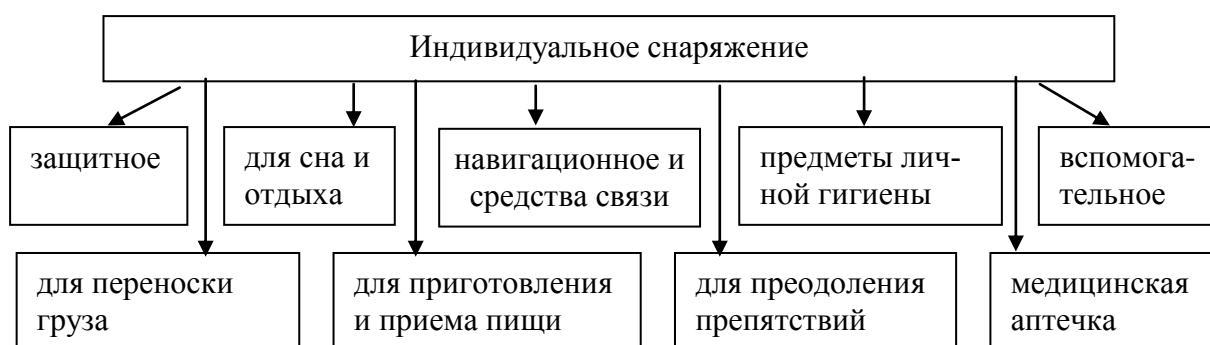 Индивидуальное снаряжение
защитное
для сна и
отдыха
навигационное и
средства связи
предметы лич-
ной гигиены
вспомога-
тельное
для переноски
груза
для приготовления
и приема пищи
для преодоления
препятствий
медицинская
аптечка